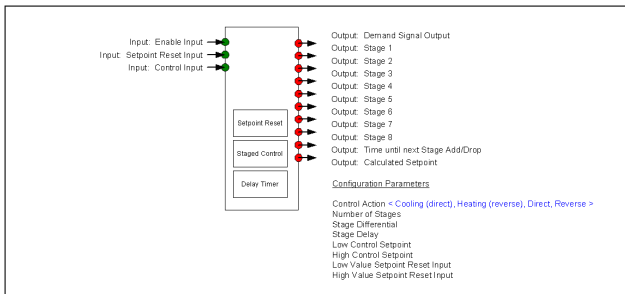 Input: Enable Input
Input: Setpoint Reset Input
Input: Control Input
Setpoint Reset
Staged Control
Delay Timer
Output: Demand Signal Output
Output: Stage 1
Output: Stage 2
Output: Stage 3
Output: Stage 4
Output: Stage 5
Output: Stage 6
Output: Stage 7
Output: Stage 8
Output: Time until next Stage Add/Drop
Output: Calculated Setpoint
Configuration Parameters
Control Action < Cooling (direct), Heating (reverse), Direct, Reverse >
Number of Stages
Stage Differential
Stage Delay
Low Control Setpoint
High Control Setpoint
Low Value Setpoint Reset Input
High Value Setpoint Reset Input